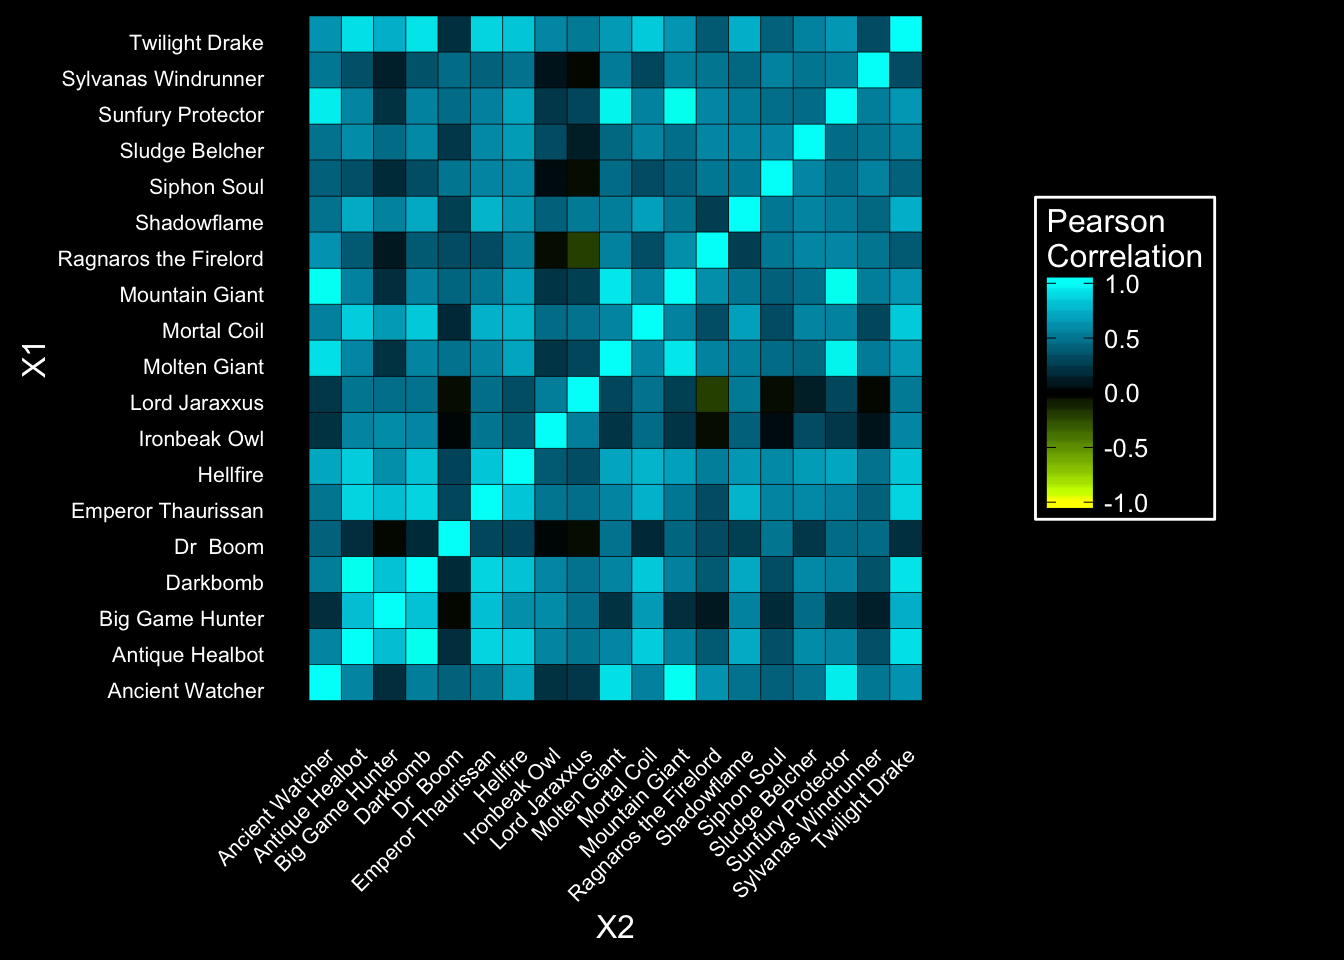 Twilight Drake
Sylvanas Windrunner
Sunfury Protector
Sludge Belcher
Siphon Soul
Shadowflame
Ragnaros the Firelord
Mountain Giant
Mortal Coil
Molten Giant
Lord Jaraxxus
Ironbeak Owl
Hellfire
Emperor Thaurissan
Dr  Boom
Darkbomb
Big Game Hunter
Antique Healbot
Ancient Watcher
X1
Ancient Watcher
Antique Healbot
Big Game Hunter
Darkbomb
Dr  Boom
Emperor Thaurissan
Hellfire
Ironbeak Owl
Lord Jaraxxus
Molten Giant
Mortal Coil
Mountain Giant
Ragnaros the Firelord
Shadowflame
Siphon Soul
Sludge Belcher
Sunfury Protector
Sylvanas Windrunner
Twilight Drake
X2
Pearson
Correlation
1.0
0.5
0.0
-0.5
-1.0